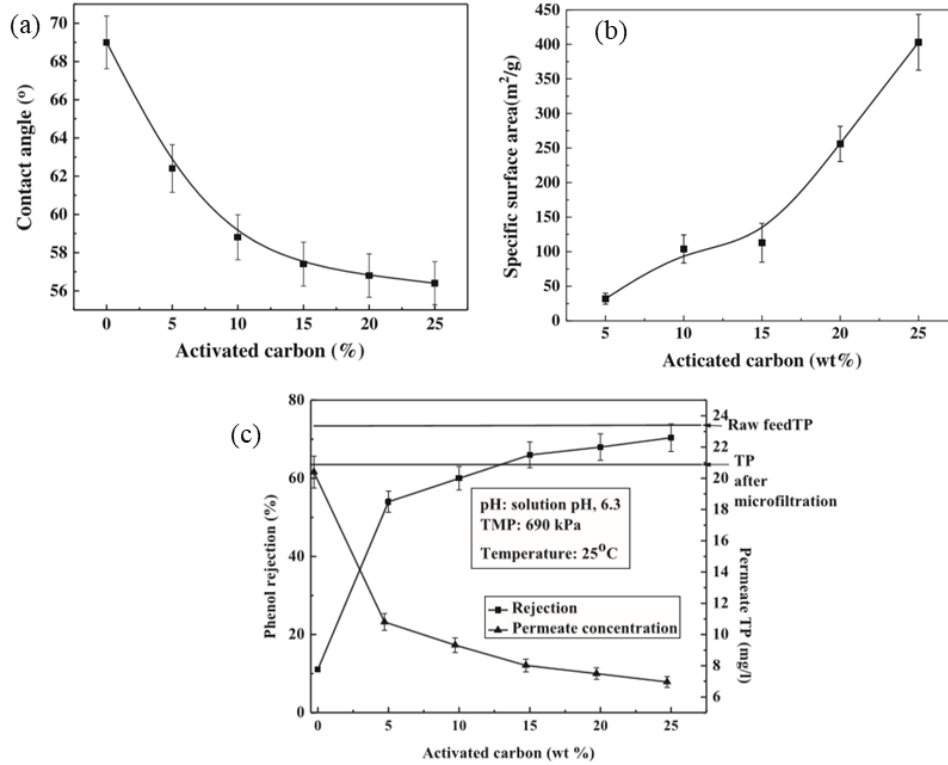 (a)
Contact angle (º)
70
68
66
64
62
60
58
56
0 5 10 15 20 25
Activated carbon (%)
(b)
Specific surface area(m²/g)
450
400
350
300
250
200
150
100
50
0
5 10 15 20 25
Acticated carbon (wt%)
(c)
Phenol rejection (%)
80
60
40
20
0
0 5 10 15 20 25
Activated carbon (wt %)
pH: solution pH, 6.3
TMP: 690 kPa
Temperature: 25⁰C
Rejection
Permeate concentration
24
22
20
18
16
14
12
10
8
6
Permeate TP (mg/l)
Raw feedTP
TP
after
microfiltration